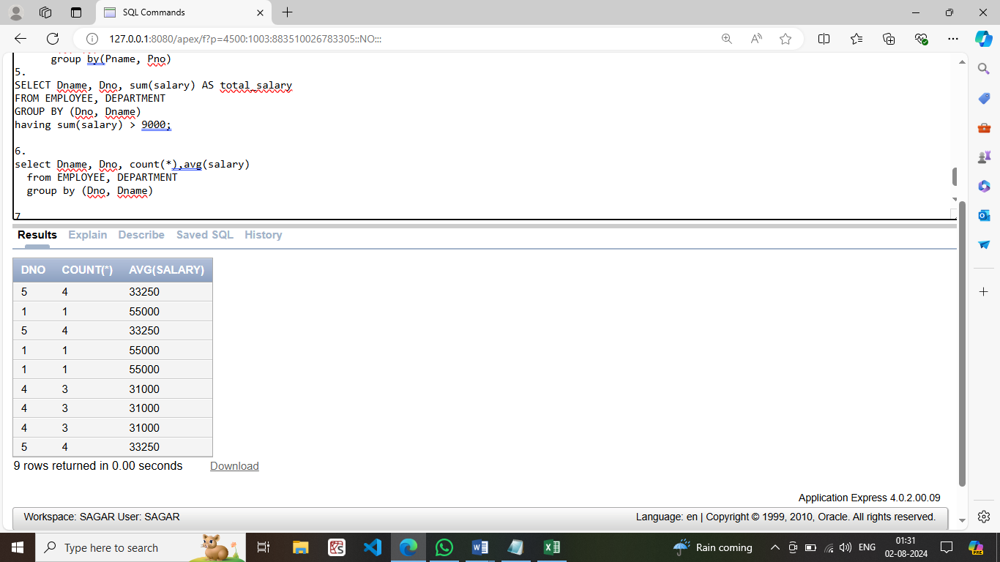 SQL Commands
127.0.0.1:8080/apex/f?p=4500:1003:883510026783305::NO:::
group by(Pname, Pno)
5.
SELECT Dname, Dno, sum(salary) AS total_salary
FROM EMPLOYEE, DEPARTMENT
GROUP BY (Dno, Dname)
having sum(salary) > 9000;
6.
select Dname, Dno, count(*),avg(salary)
from EMPLOYEE, DEPARTMENT
group by (Dno, Dname)
7
Results Explain Describe Saved SQL History
DNO COUNT(*) AVG(SALARY)
5 4 33250
1 1 55000
5 4 33250
1 1 55000
1 1 55000
4 3 31000
4 3 31000
4 3 31000
5 4 33250
9 rows returned in 0.00 seconds Download
Application Express 4.0.2.00.09
Workspace: SAGAR User: SAGAR Language: en | Copyright © 1999, 2010, Oracle. All rights reserved.
Type here to search Rain coming ENG 01:31
02-08-2024
PRE